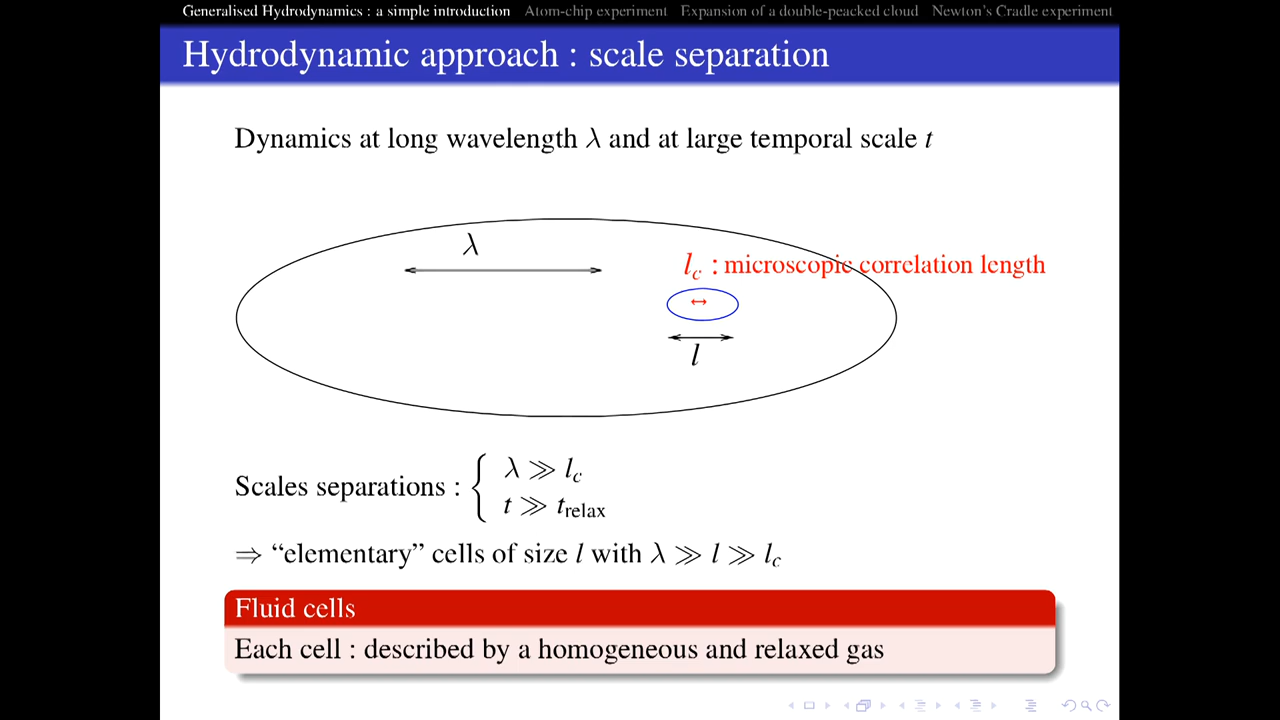 Generalised Hydrodynamics : a simple introduction Atom-chip experiment Expansion of a double-peacked cloud Newton's Cradle experiment
Hydrodynamic approach : scale separation
Dynamics at long wavelength λ and at large temporal scale t
λ
l_c : microscopic correlation length
l
Scales separations : { λ ≫ l_c
t ≫ t_relax
⇒ “elementary” cells of size l with λ ≫ l ≫ l_c
Fluid cells
Each cell : described by a homogeneous and relaxed gas